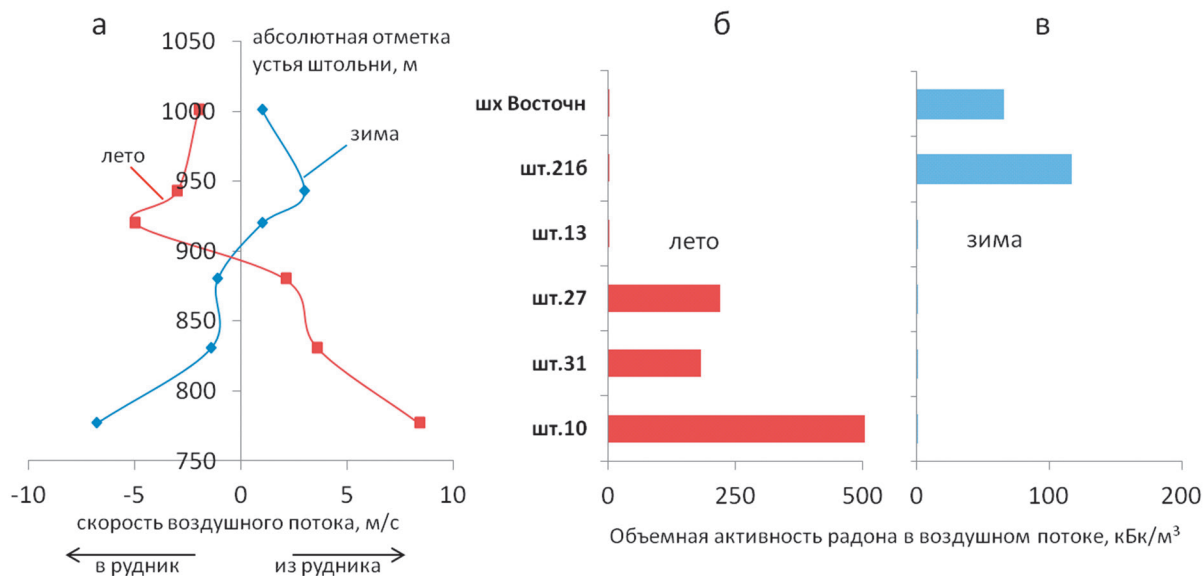 а
абсолютная отметка
устья штольни, м
1050
1000
950
900
850
800
750
зима
лето
-10
-5
0
5
10
скорость воздушного потока, м/с
в рудник
из рудника
б
шх Восточн
шт.216
шт.13
шт.27
шт.31
шт.10
лето
0
250
500
в
зима
0
100
200
Объемная активность радона в воздушном потоке, кБк/м³